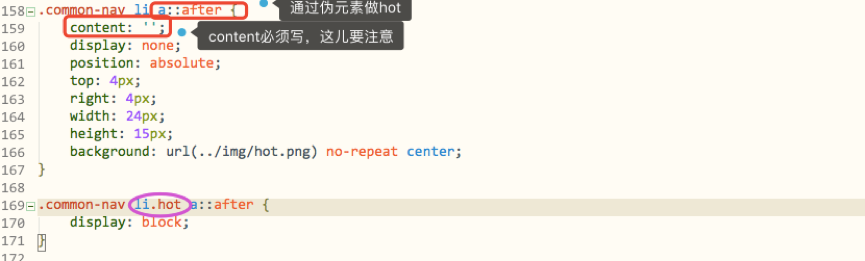 158 .common-nav li a::after {
通过伪元素做hot
159 content: '';
content必须写，这儿要注意
160 display: none;
161 position: absolute;
162 top: 4px;
163 right: 4px;
164 width: 24px;
165 height: 15px;
166 background: url(../img/hot.png) no-repeat center;
167 }
168
169 .common-nav li.hot a::after {
170 display: block;
171 }
172